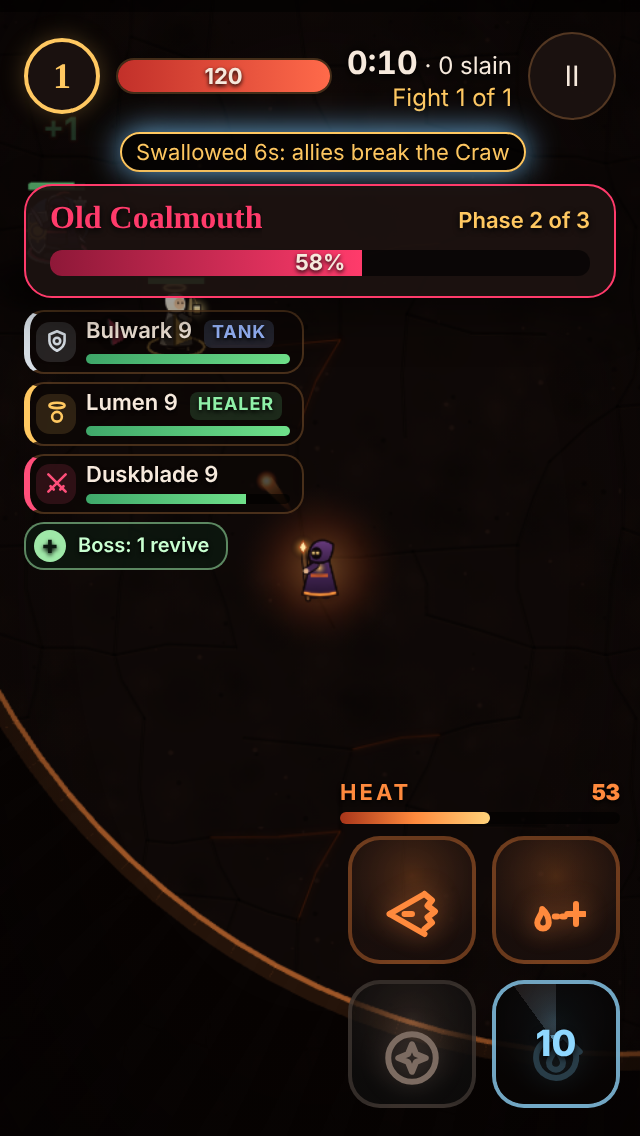 1
120
0:10 · 0 slain
Fight 1 of 1
+1
Swallowed 6s: allies break the Craw
Old Coalmouth
Phase 2 of 3
58%
Bulwark 9 TANK
Lumen 9 HEALER
Duskblade 9
Boss: 1 revive
HEAT 53
10